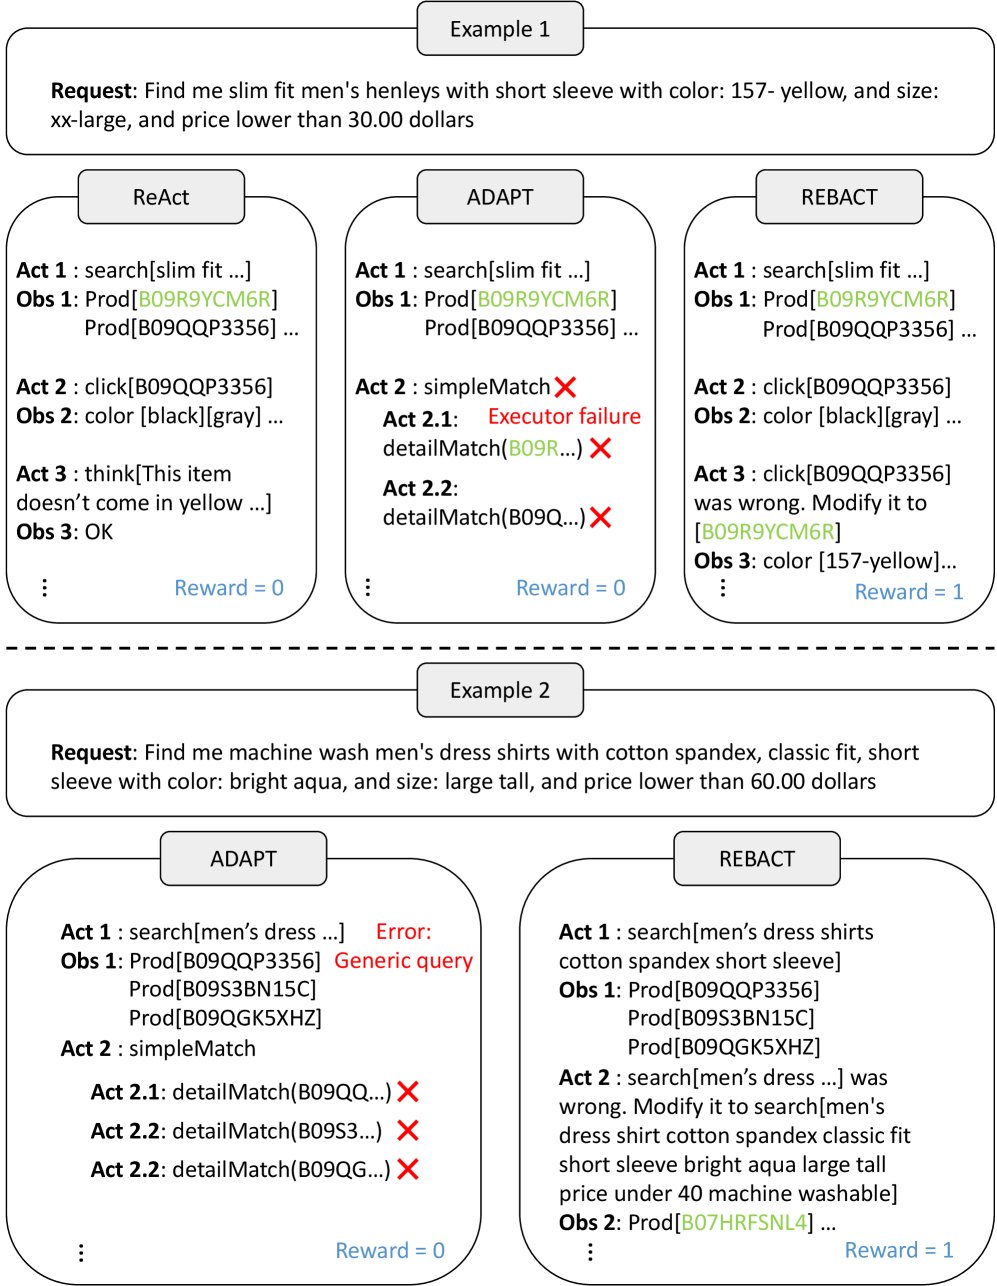 Example 1
Request: Find me slim fit men's henleys with short sleeve with color: 157- yellow, and size:
xx-large, and price lower than 30.00 dollars
ReAct
Act 1 : search[slim fit ...]
Obs 1: Prod[B09R9YCM6R]
Prod[B09QQP3356] ...
Act 2 : click[B09QQP3356]
Obs 2: color [black][gray] ...
Act 3 : think[This item
doesn't come in yellow ...]
Obs 3: OK
⋮
Reward = 0
ADAPT
Act 1 : search[slim fit ...]
Obs 1: Prod[B09R9YCM6R]
Prod[B09QQP3356] ...
Act 2 : simpleMatch ❌
Act 2.1: Executor failure
detailMatch(B09R...) ❌
Act 2.2:
detailMatch(B09Q...) ❌
⋮
Reward = 0
REBACT
Act 1 : search[slim fit ...]
Obs 1: Prod[B09R9YCM6R]
Prod[B09QQP3356] ...
Act 2 : click[B09QQP3356]
Obs 2: color [black][gray] ...
Act 3 : click[B09QQP3356]
was wrong. Modify it to
[B09R9YCM6R]
Obs 3: color [157-yellow]...
⋮
Reward = 1
Example 2
Request: Find me machine wash men's dress shirts with cotton spandex, classic fit, short
sleeve with color: bright aqua, and size: large tall, and price lower than 60.00 dollars
ADAPT
Act 1 : search[men's dress ...] Error:
Obs 1: Prod[B09QQP3356] Generic query
Prod[B09S3BN15C]
Prod[B09QGK5XHZ]
Act 2 : simpleMatch
Act 2.1: detailMatch(B09QQ...) ❌
Act 2.2: detailMatch(B09S3...) ❌
Act 2.2: detailMatch(B09QG...) ❌
⋮
Reward = 0
REBACT
Act 1 : search[men's dress shirts
cotton spandex short sleeve]
Obs 1: Prod[B09QQP3356]
Prod[B09S3BN15C]
Prod[B09QGK5XHZ]
Act 2 : search[men's dress ...] was
wrong. Modify it to search[men's
dress shirt cotton spandex classic fit
short sleeve bright aqua large tall
price under 40 machine washable]
Obs 2: Prod[B07HRFSNL4] ...
⋮
Reward = 1